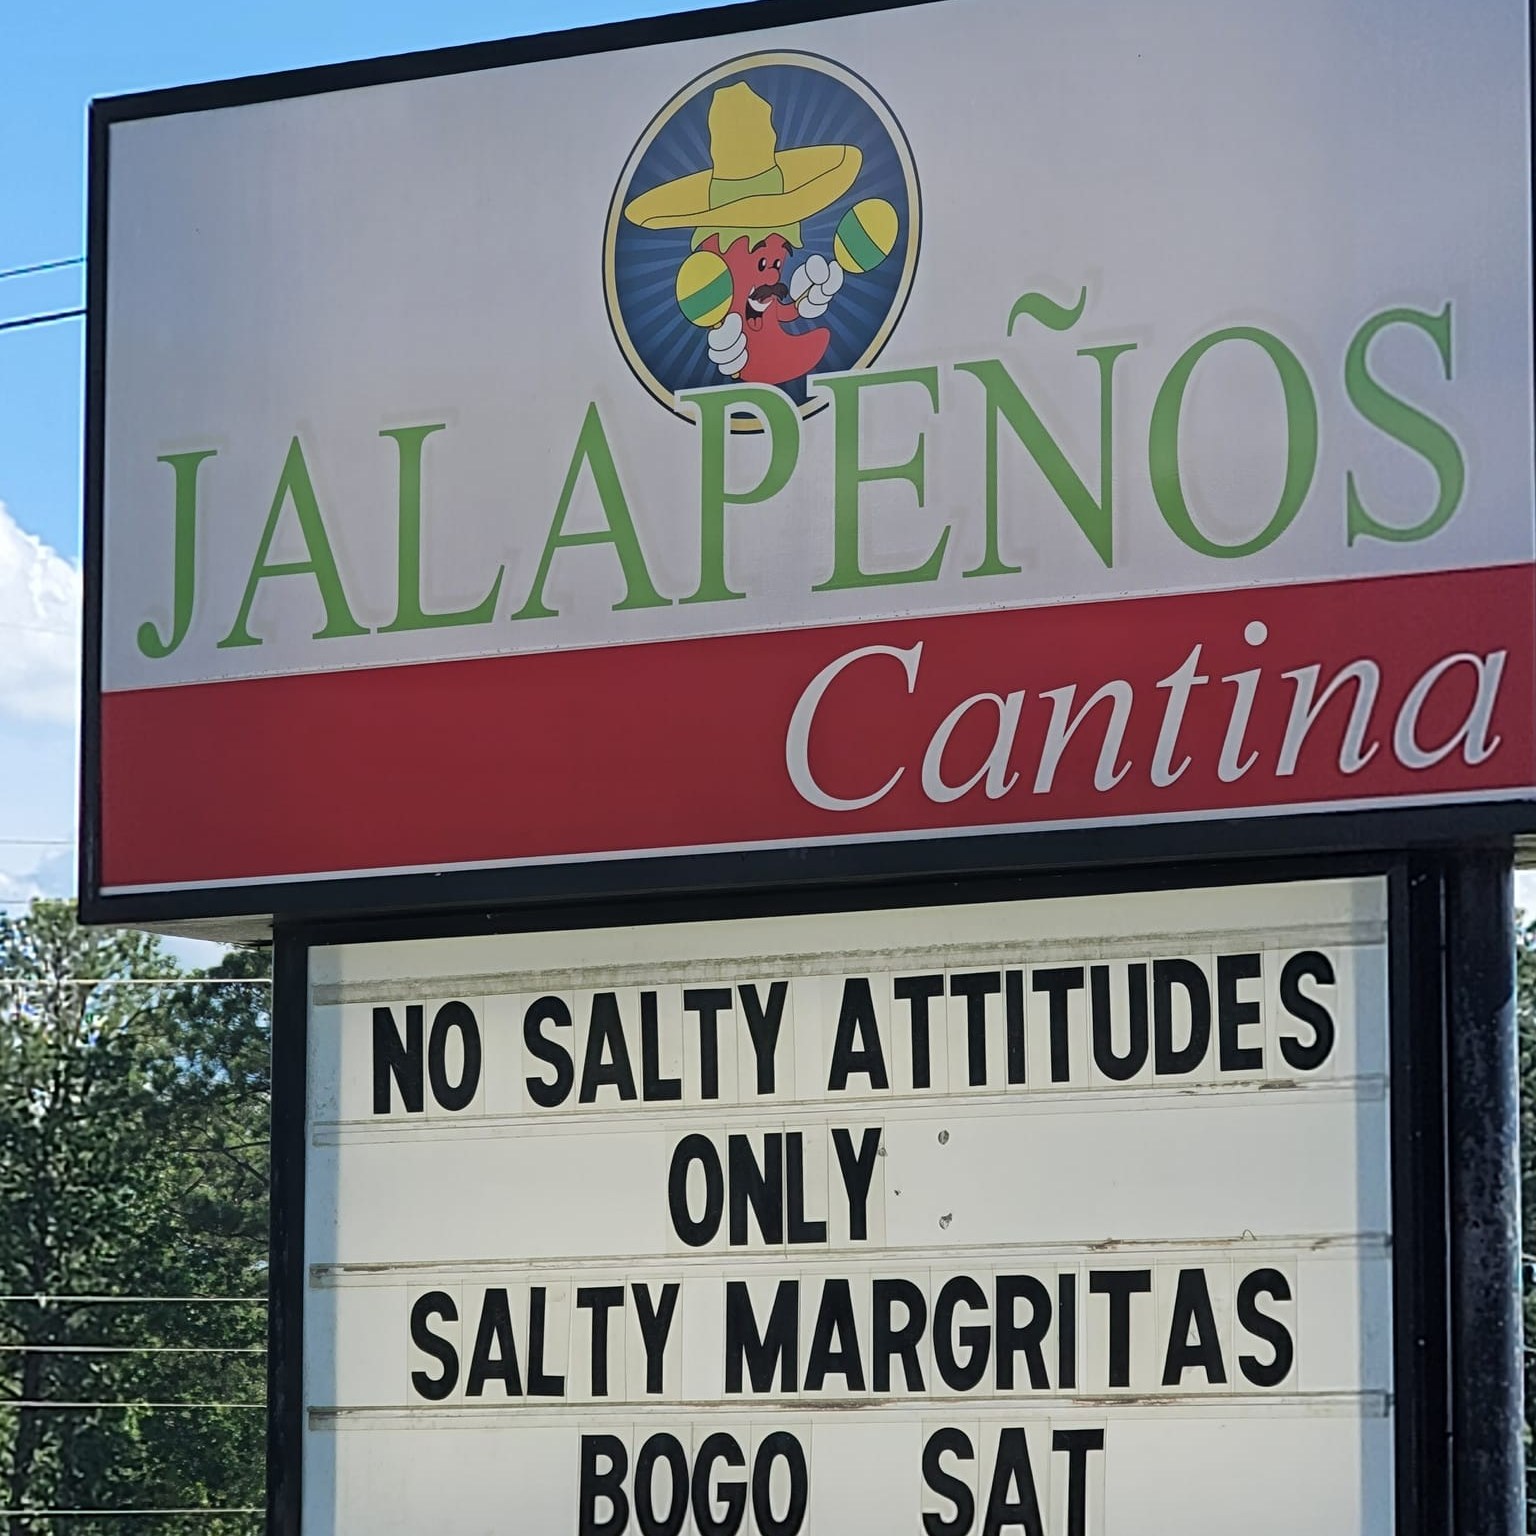 JALAPEÑOS
Cantina
NO SALTY ATTITUDES
ONLY
SALTY MARGRITAS
BOGO SAT